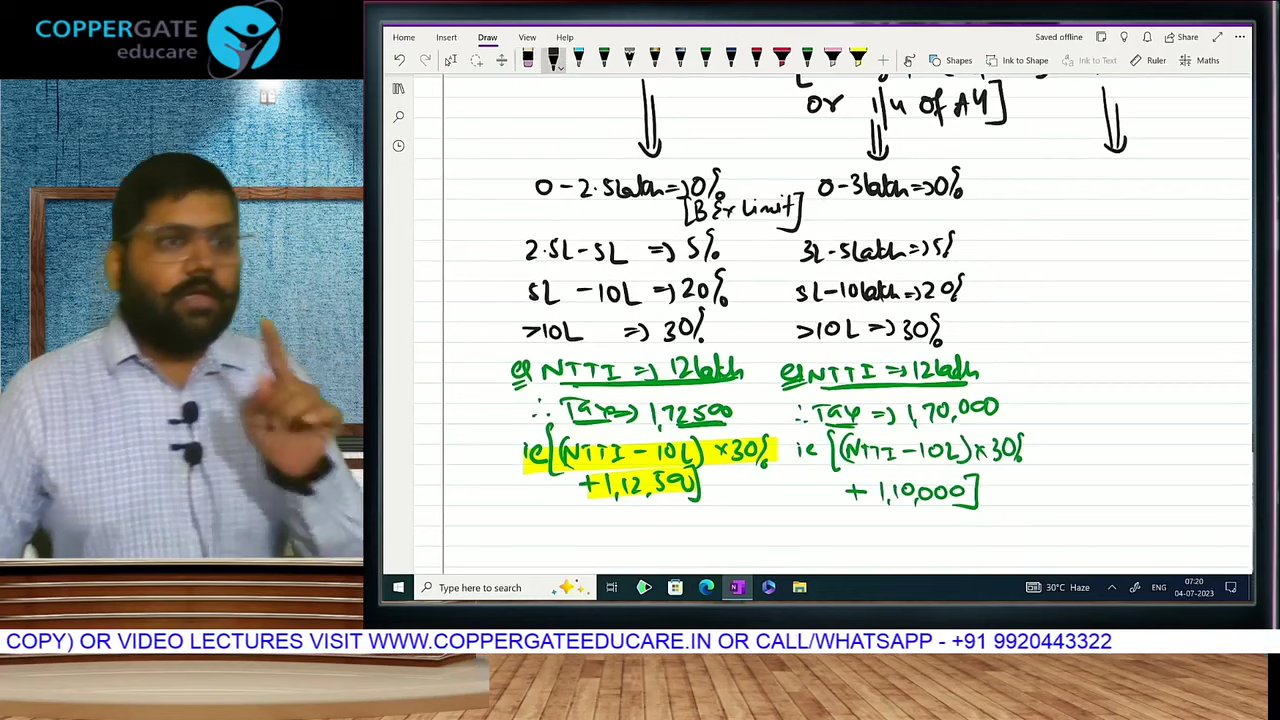 COPPERGATE
educare
Home Insert Draw View Help
Saved offline
Share
Shapes
Ink to Shape
Ink to Text
Ruler
Maths
or of AY]
0 - 2.5Lakh => 0%
[B Ex Limit]
2.5L - 5L => 5%
5L - 10L => 20%
>10L => 30%
eg NTTI => 12Lakh
∴ Tax => 1,72,500
ie [(NTTI - 10L) × 30%
+ 1,12,500]
0 - 3Lakh => 0%
3L - 5Lakh => 5%
5L - 10Lakh => 20%
>10L => 30%
eg NTTI => 12Lakh
∴ Tax => 1,70,000
ie [(NTTI - 10L) × 30%
+ 1,10,000]
Type here to search
30°C Haze
ENG
07:20
04-07-2023
COPY) OR VIDEO LECTURES VISIT WWW.COPPERGATEEDUCARE.IN OR CALL/WHATSAPP - +91 9920443322